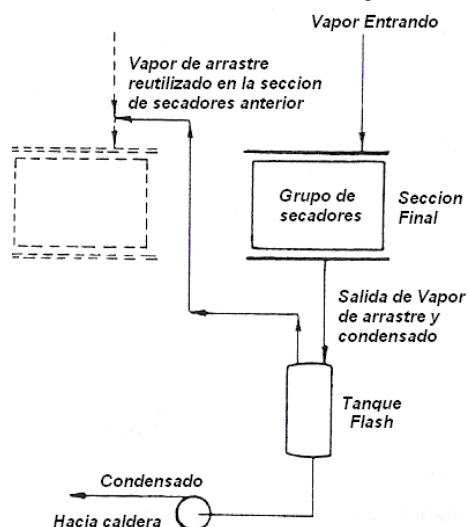 Vapor Entrando
Vapor de arrastre
reutilizado en la seccion
de secadores anterior
Grupo de
secadores
Seccion
Final
Salida de Vapor
de arrastre y
condensado
Tanque
Flash
Condensado
Hacia caldera